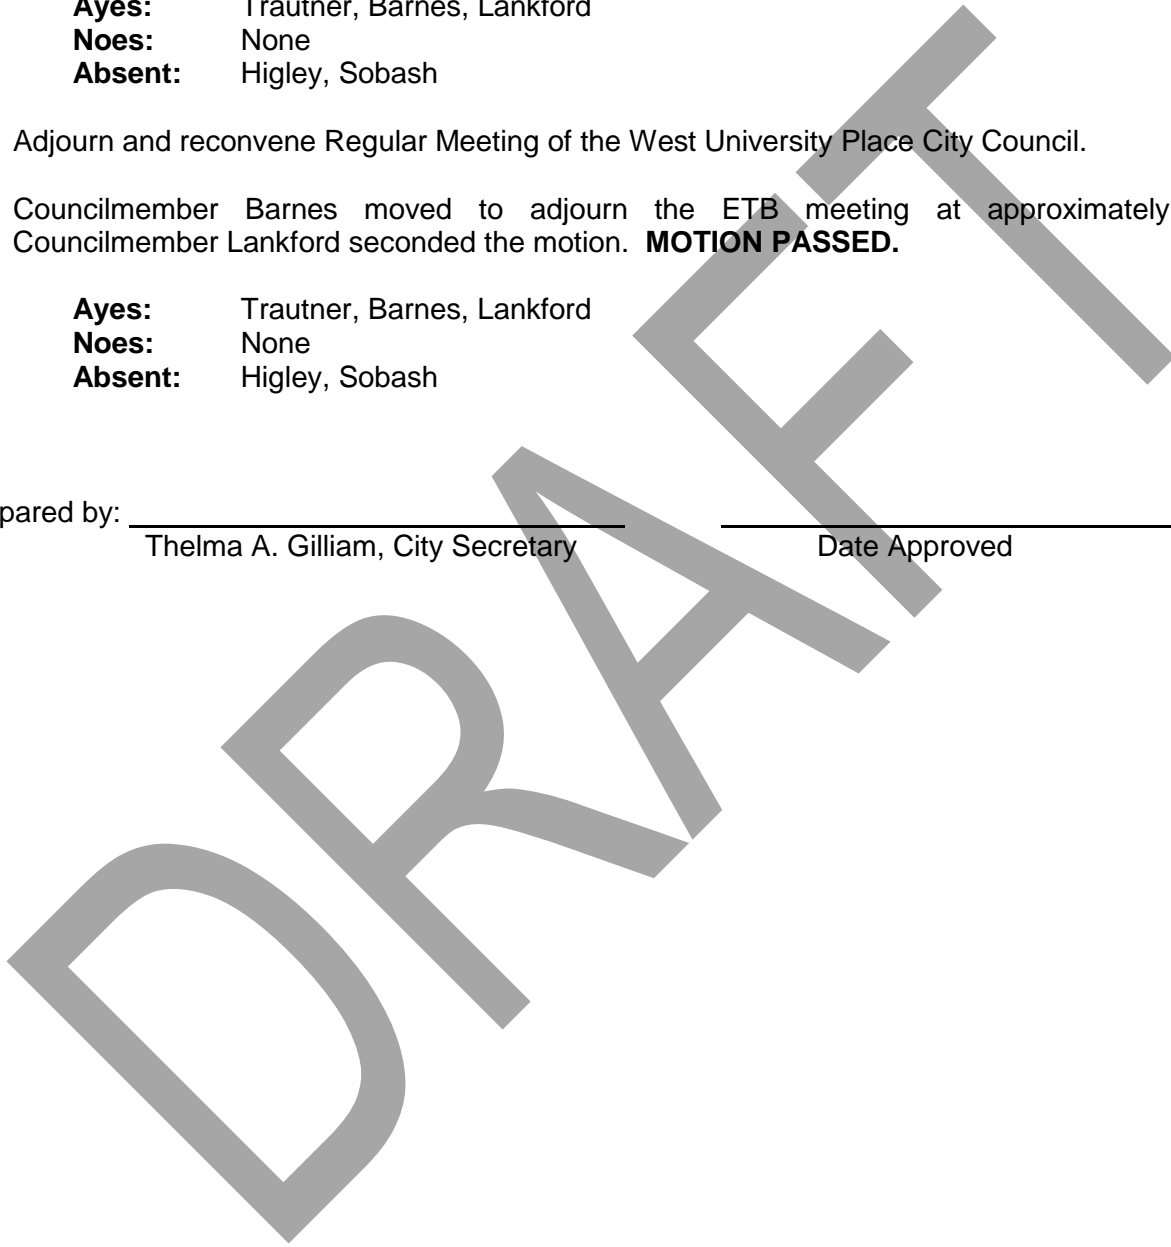 Ayes: Trautner, Barnes, Lankford
Noes: None
Absent: Higley, Sobash
Adjourn and reconvene Regular Meeting of the West University Place City Council.
Councilmember Barnes moved to adjourn the ETB meeting at approximately
Councilmember Lankford seconded the motion. MOTION PASSED.
Ayes: Trautner, Barnes, Lankford
Noes: None
Absent: Higley, Sobash
pared by:
Thelma A. Gilliam, City Secretary Date Approved
DRAFT